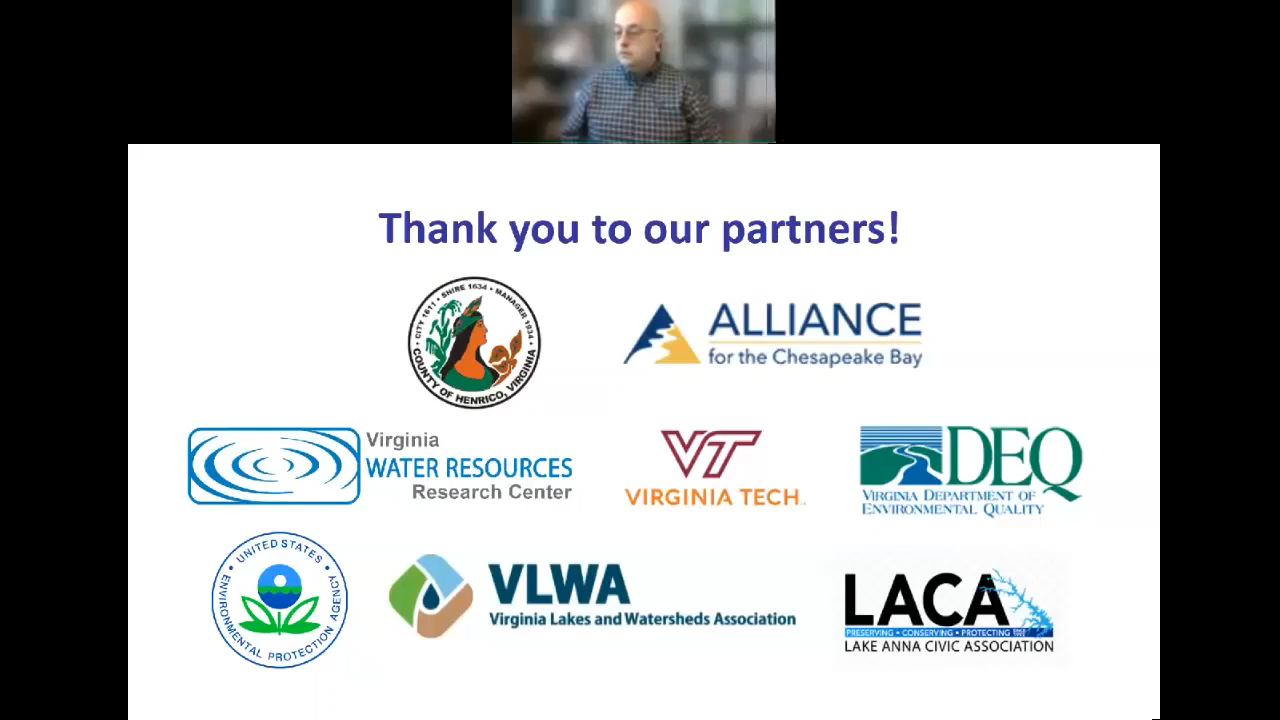 Thank you to our partners!
CITY 1611 • SHIRE 1634 • MANAGER 1934
COUNTY OF HENRICO, VIRGINIA
ALLIANCE
for the Chesapeake Bay
Virginia
WATER RESOURCES
Research Center
VT
VIRGINIA TECH
DEQ
VIRGINIA DEPARTMENT OF
ENVIRONMENTAL QUALITY
UNITED STATES
ENVIRONMENTAL PROTECTION AGENCY
VLWA
Virginia Lakes and Watersheds Association
LACA
PRESERVING • CONSERVING • PROTECTING
LAKE ANNA CIVIC ASSOCIATION